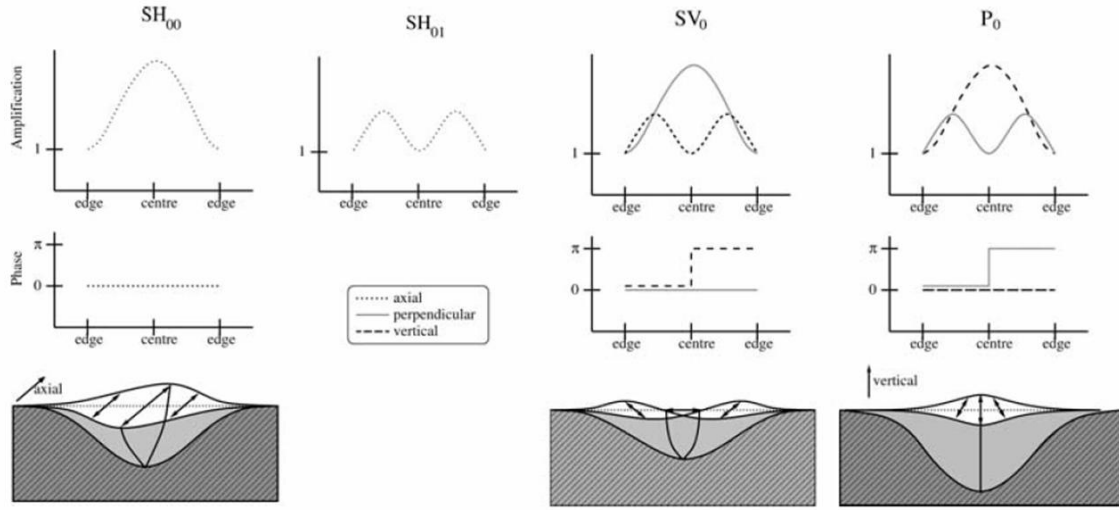 SH00
SH01
SV0
P0
Amplification
1
edge centre edge
1
edge centre edge
1
edge centre edge
1
edge centre edge
Phase
π
0
edge centre edge
axial
perpendicular
vertical
π
0
edge centre edge
π
0
edge centre edge
axial
vertical